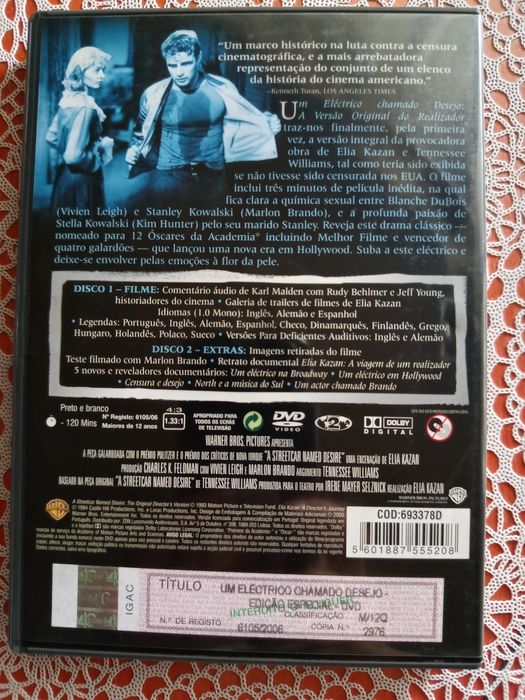 "Um marco histórico na luta contra a censura
cinematográfica, e a mais arrebatadora
representação do conjunto de um elenco
da história do cinema americano."
-Kenneth Turan, LOS ANGELES TIMES
Um Eléctrico chamado Desejo:
A Versão Original do Realizador
traz-nos finalmente, pela primeira
vez, a versão integral da provocadora
obra de Elia Kazan e Tennessee
Williams, tal como teria sido exibida
se não tivesse sido censurada nos EUA. O filme
inclui três minutos de película inédita, na qual
fica clara a química sexual entre Blanche DuBois
(Vivien Leigh) e Stanley Kowalski (Marlon Brando), e a profunda paixão de
Stella Kowalski (Kim Hunter) pelo seu marido Stanley. Reveja este drama clássico —
nomeado para 12 Óscares da Academia® incluindo Melhor Filme e vencedor de
quatro galardões — que lançou uma nova era em Hollywood. Suba a este eléctrico e
deixe-se envolver pelas emoções à flor da pele.
DISCO 1 – FILME: Comentário áudio de Karl Malden com Rudy Behlmer e Jeff Young,
historiadores do cinema • Galeria de trailers de filmes de Elia Kazan
Idiomas (1.0 Mono): Inglês, Alemão e Espanhol
• Legendas: Português, Inglês, Alemão, Espanhol, Checo, Dinamarquês, Finlandês, Grego,
Hungaro, Holandês, Polaco, Sueco • Versões Para Deficientes Auditivos: Inglês e Alemão
DISCO 2 – EXTRAS: Imagens retiradas do filme
Teste filmado com Marlon Brando • Retrato documental Elia Kazan: A viagem de um realizador
5 novos e reveladores documentários: Um eléctrico na Broadway • Um eléctrico em Hollywood
• Censura e desejo • North e a música do Sul • Um actor chamado Brando
Preto e branco
- 120 Mins
Nº Registo: 6105/06
Maiores de 12 anos
4:3
1.33:1
APROPRIADO PARA
TODOS OS ECRÃS
DE TELEVISÃO
DVD
VIDEO
2
DOLBY
DIGITAL
WARNER BROS. PICTURES APRESENTA
A PEÇA GALARDOADA COM O PRÉMIO PULITZER E O PRÉMIO DOS CRÍTICOS DE NOVA IORQUE "A STREETCAR NAMED DESIRE" UMA ENCENAÇÃO DE ELIA KAZAN
PRODUÇÃO CHARLES K. FELDMAN COM VIVIEN LEIGH E MARLON BRANDO ARGUMENTO TENNESSEE WILLIAMS
BASEADO NA PEÇA ORIGINAL "A STREETCAR NAMED DESIRE" DE TENNESSEE WILLIAMS PRODUZIDA PARA O TEATRO POR IRENE MAYER SELZNICK REALIZAÇÃO ELIA KAZAN
WARNER BROS. PICTURES
COD:693378D
5 601887 555208
IGAC
TÍTULO
UM ELÉCTRICO CHAMADO DESEJO -
EDIÇÃO ESPECIAL - DVD
INTERDITO O ALUGUER
CLASSIFICAÇÃO
M/12Q
N.º DE REGISTO
6105/2006
CÓPIA N.º
2976